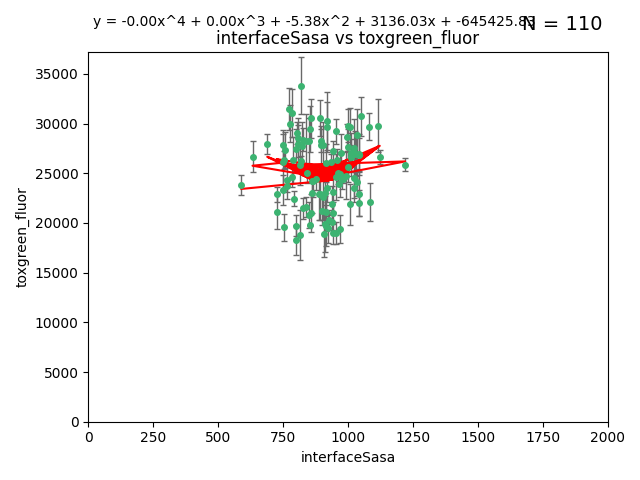 y = -0.00x^4 + 0.00x^3 + -5.38x^2 + 3136.03x + -645425.83
N = 110
interfaceSasa vs toxgreen_fluor
35000
30000
25000
20000
15000
10000
5000
0
toxgreen_fluor
0 250 500 750 1000 1250 1500 1750 2000
interfaceSasa